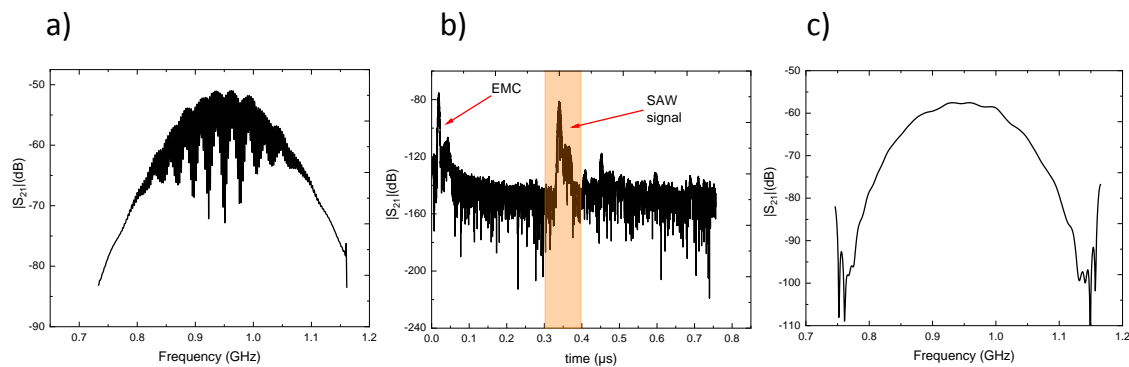 a)
b)
c)
-50
-60
-70
-80
-90
|S21|(dB)
0.7 0.8 0.9 1.0 1.1 1.2
Frequency (GHz)
-80
-120
-160
-200
-240
|S21|(dB)
EMC
SAW
signal
0.0 0.1 0.2 0.3 0.4 0.5 0.6 0.7 0.8
time (µs)
-50
-60
-70
-80
-90
-100
-110
|S21|(dB)
0.8 0.9 1.0 1.1 1.2
Frequency (GHz)